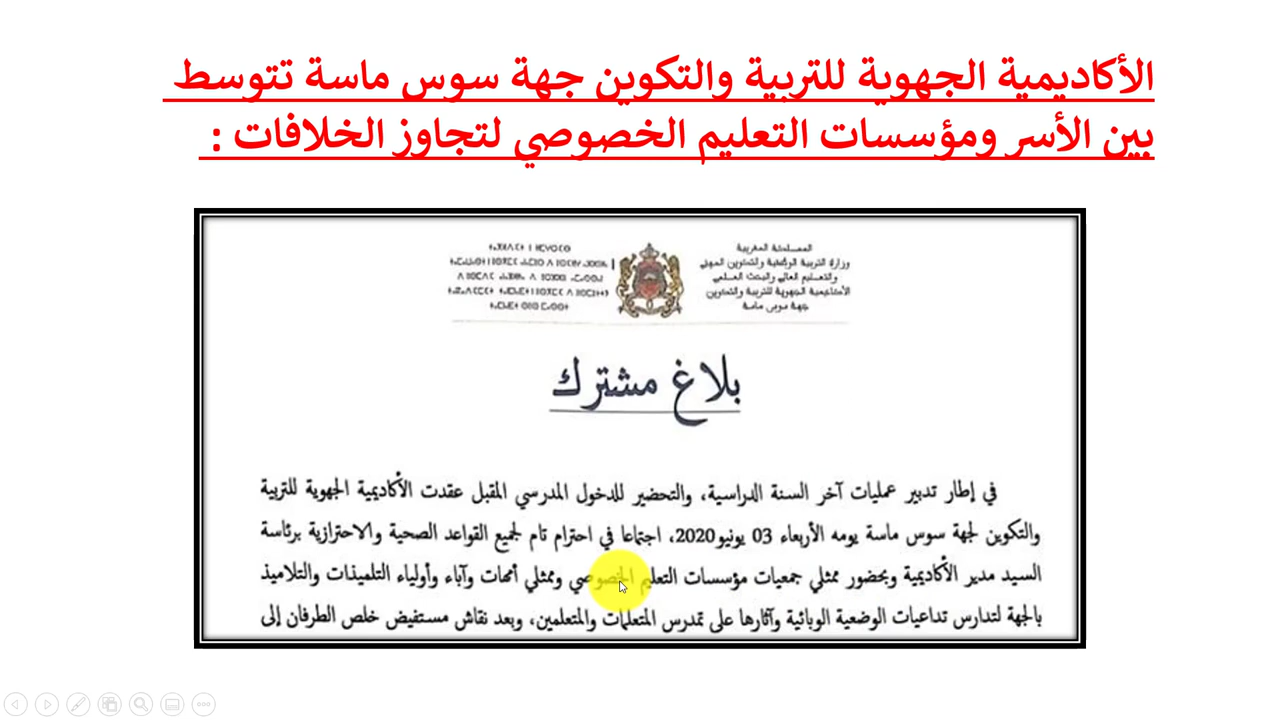 الأكاديمية الجهوية للتربية والتكوين جهة سوس ماسة تتوسط
بين الأسر ومؤسسات التعليم الخصوصي لتجاوز الخلافات :
المملكة المغربية
وزارة التربية الوطنية والتكوين المهني
والتعليم العالي والبحث العلمي
الأكاديمية الجهوية للتربية والتكوين
جهة سوس ماسة
بلاغ مشترك
في إطار تدبير عمليات آخر السنة الدراسية، والتحضير للدخول المدرسي المقبل عقدت الأكاديمية الجهوية للتربية
والتكوين لجهة سوس ماسة يومه الأربعاء 03 يونيو2020، اجتماعا في احترام تام لجميع القواعد الصحية والاحترازية برئاسة
السيد مدير الأكاديمية وبحضور ممثلي جمعيات مؤسسات التعليم الخصوصي وممثلي أمهات وآباء وأولياء التلميذات والتلاميذ
بالجهة لتدارس تداعيات الوضعية الوبائية وآثارها على تمدرس المتعلمات والمتعلمين، وبعد نقاش مستفيض خلص الطرفان إلى